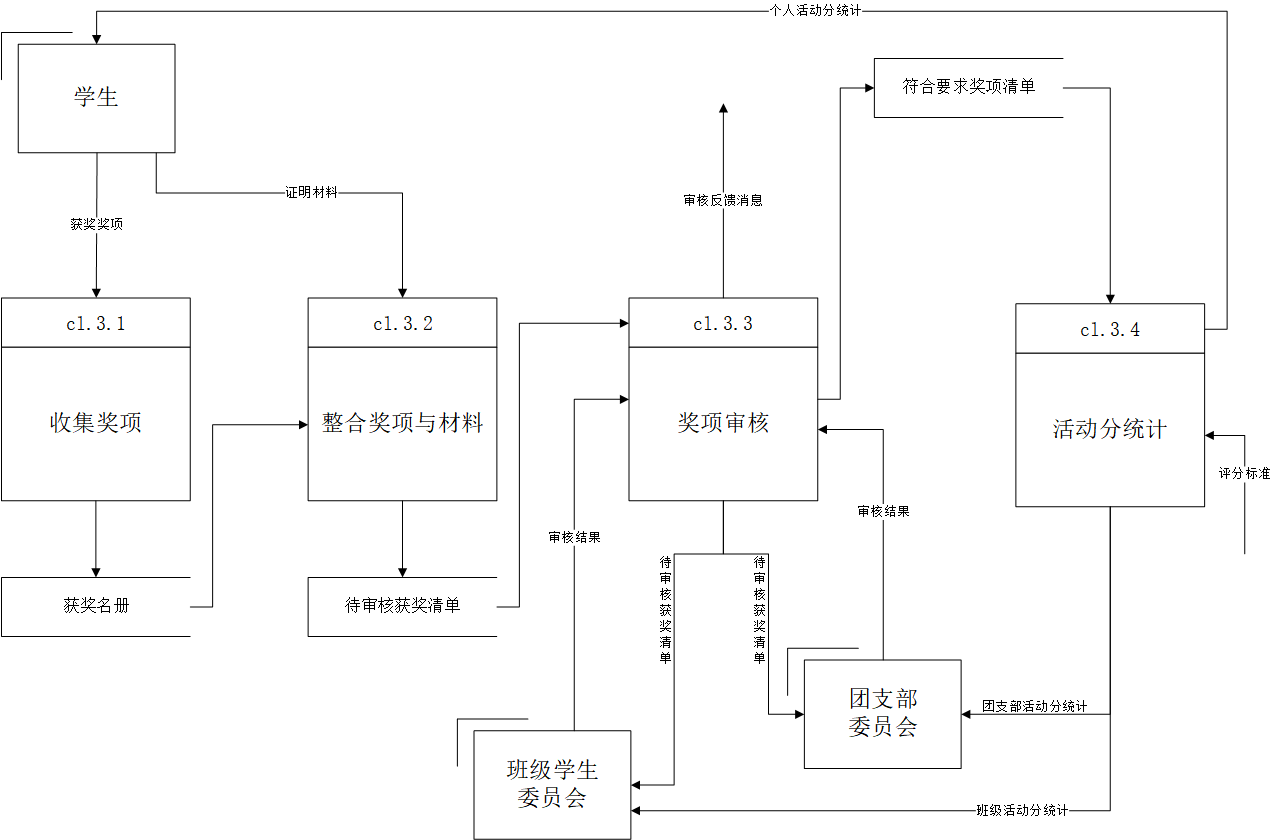 个人活动分统计
学生
符合要求奖项清单
证明材料
审核反馈消息
获奖奖项
c1.3.1
c1.3.2
c1.3.3
c1.3.4
收集奖项
整合奖项与材料
奖项审核
活动分统计
评分标准
审核结果
审核结果
待审核获奖清单
待审核获奖清单
获奖名册
待审核获奖清单
团支部
委员会
团支部活动分统计
班级学生
委员会
班级活动分统计